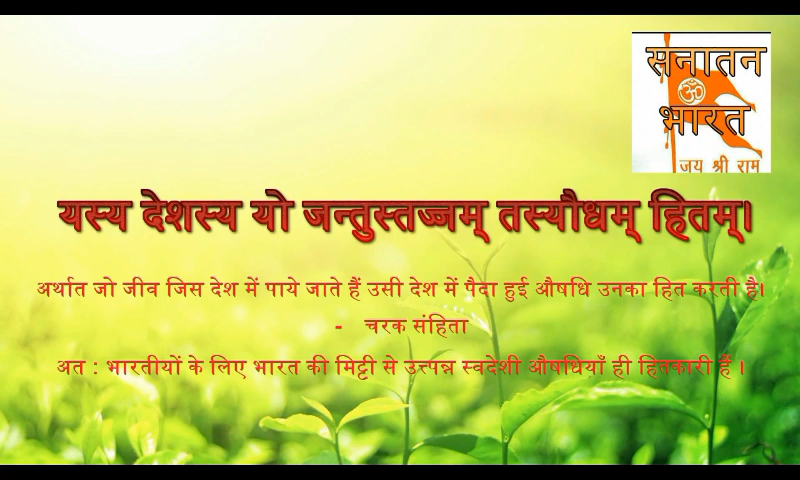 सनातन
भारत
जय श्री राम
यस्य देशस्य यो जन्तुस्तज्जम् तस्यौधम् हितम्।
अर्थात जो जीव जिस देश में पाये जाते हैं उसी देश में पैदा हुई औषधि उनका हित करती है।
- चरक संहिता
अत : भारतीयों के लिए भारत की मिट्टी से उत्त्पन्न स्वदेशी औषधियाँ ही हितकारी हैं ।